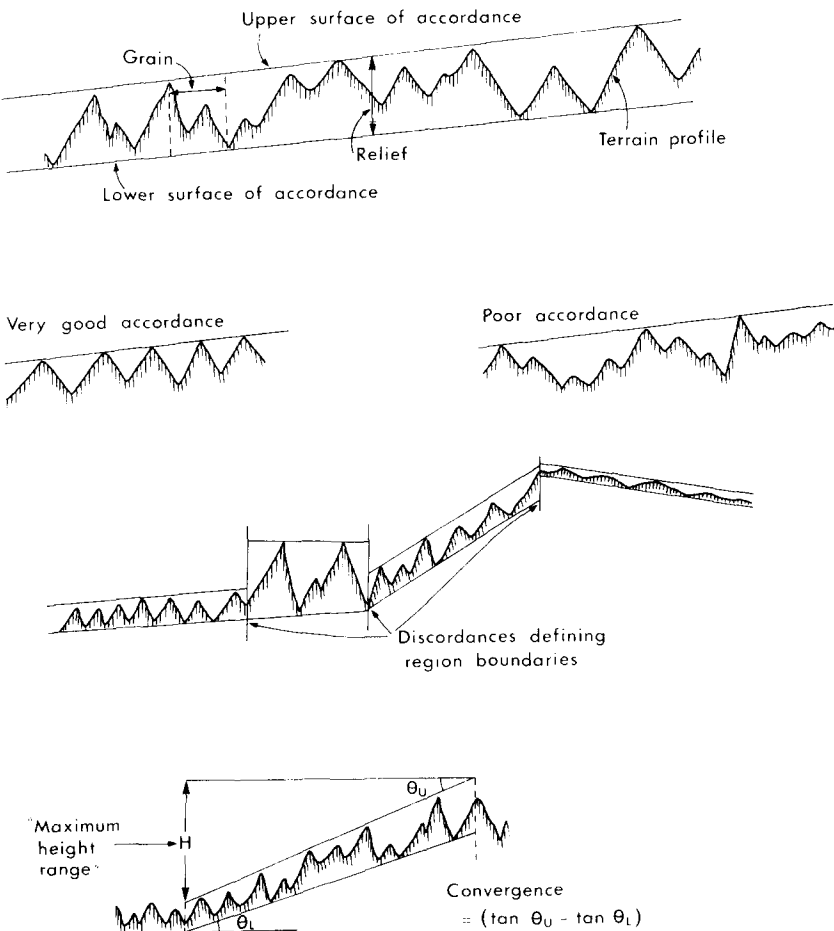 Upper surface of accordance
Grain
Relief
Terrain profile
Lower surface of accordance
Very good accordance
Poor accordance
Discordances defining
region boundaries
θU
"Maximum
height
range"
H
Convergence
θL
= (tan θU - tan θL)